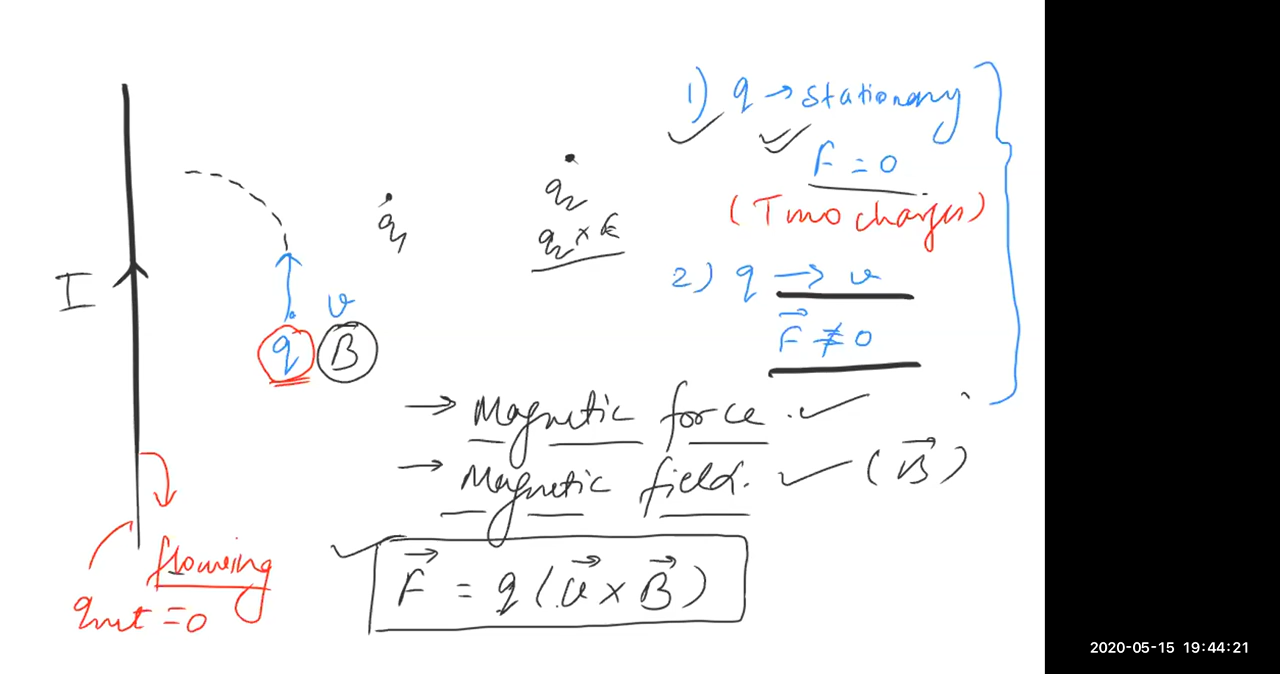 1) q → stationary
F = 0
(Two charges)
2) q → v
F⃗ ≠ 0
I
q
v
B⃗
q₁
q₂
q₂ × E
→ Magnetic force.
→ Magnetic field. (B⃗)
F⃗ = q (v⃗ × B⃗)
flowing
qnet = 0
2020-05-15 19:44:21